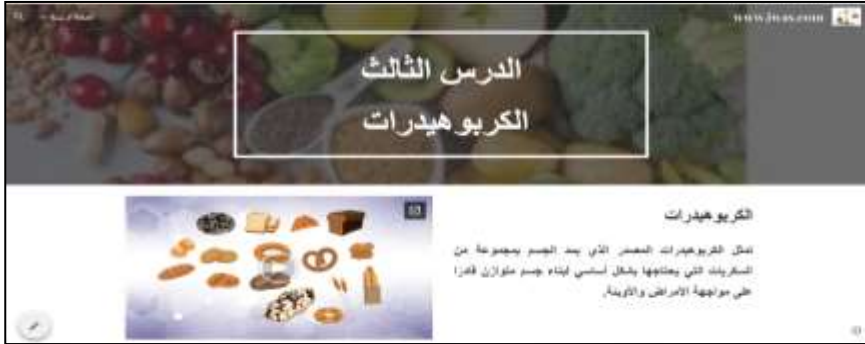 الدرس الثالث
الكربوهيدرات
الكربوهيدرات
تمثل الكربوهيدرات المصدر الذي يمد الجسم بمجموعة من
السكريات التي يحتاجها بشكل أساسي لبناء جسم متوازن قادرا
على مواجهة الأمراض والأوبئة.